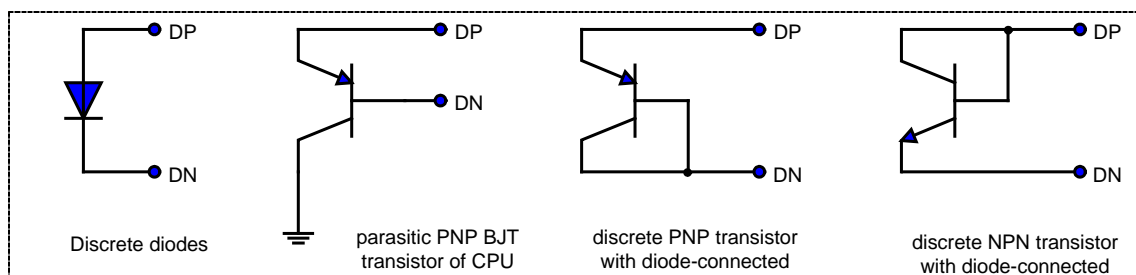 DP
DP
DP
DP
DN
DN
DN
DN
Discrete diodes
parasitic PNP BJT
transistor of CPU
discrete PNP transistor
with diode-connected
discrete NPN transistor
with diode-connected